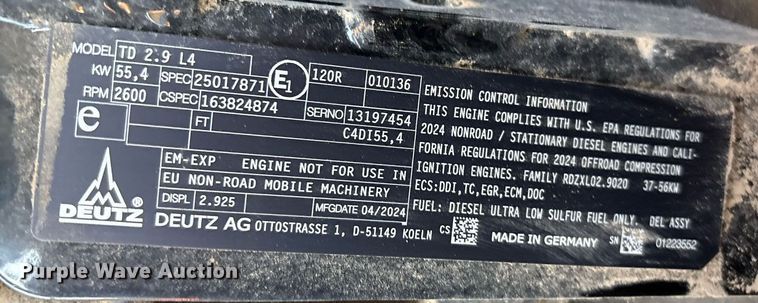 MODEL TD 2.9 L4
KW 55,4 SPEC 25017871 E1 120R 010136
RPM 2600 CSPEC 163824874 SERNO 13197454
e FT C4DI55,4
EM-EXP ENGINE NOT FOR USE IN
EU NON-ROAD MOBILE MACHINERY
DISPL 2.925 MFGDATE 04/2024
DEUTZ
DEUTZ AG OTTOSTRASSE 1, D-51149 KOELN CS
EMISSION CONTROL INFORMATION
THIS ENGINE COMPLIES WITH U.S. EPA REGULATIONS FOR
2024 NONROAD / STATIONARY DIESEL ENGINES AND CALI-
FORNIA REGULATIONS FOR 2024 OFFROAD COMPRESSION
IGNITION ENGINES. FAMILY RDZXL02.9020 37-56KW
ECS:DDI,TC,EGR,ECM,DOC
FUEL: DIESEL ULTRA LOW SULFUR FUEL ONLY. DEL ASSY
MADE IN GERMANY SN 01223552
Purple Wave Auction